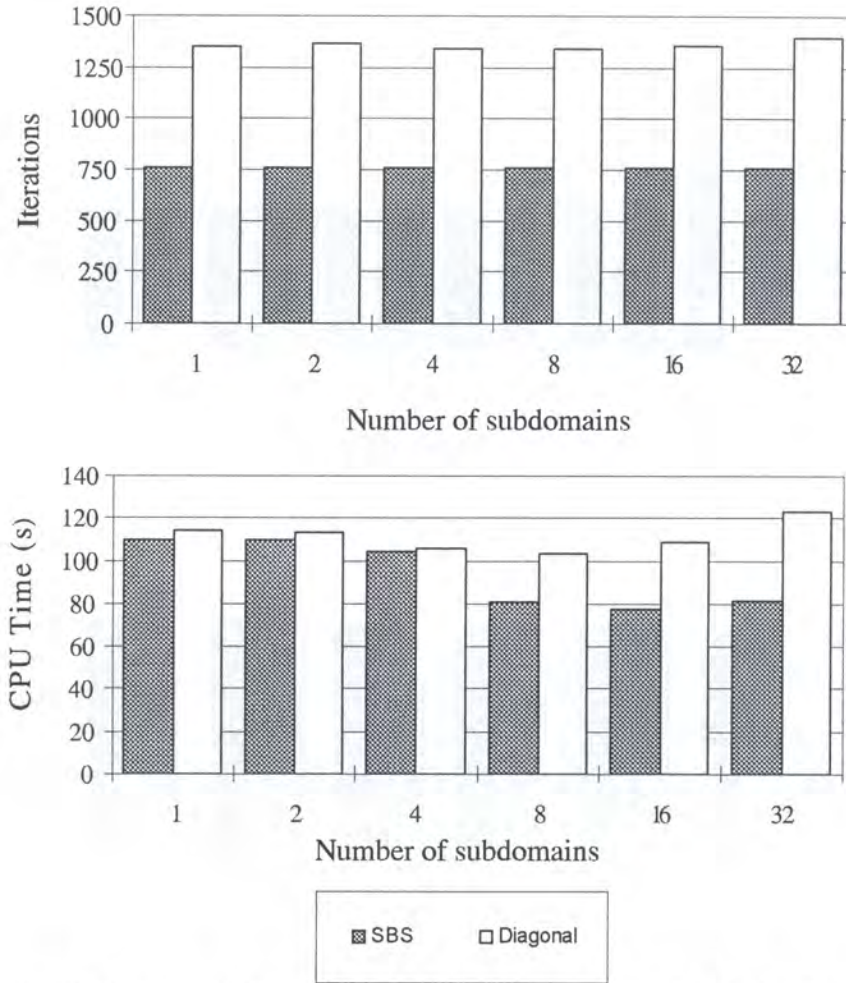 1500
1250
1000
750
500
250
0
Iterations
1 2 4 8 16 32
Number of subdomains
140
120
100
80
60
40
20
0
CPU Time (s)
1 2 4 8 16 32
Number of subdomains
SBS Diagonal